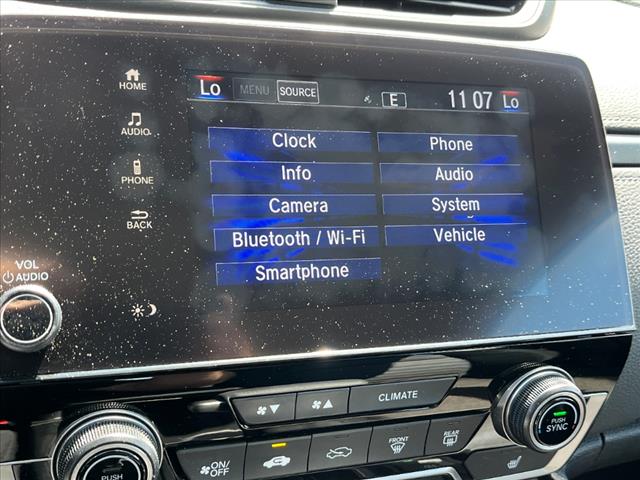 HOME
AUDIO
PHONE
BACK
VOL
AUDIO
Lo
MENU
SOURCE
E
11 07
Lo
Clock
Phone
Info
Audio
Camera
System
Bluetooth / Wi-Fi
Vehicle
Smartphone
CLIMATE
ON/
OFF
FRONT
REAR
PUSH
PUSH
SYNC